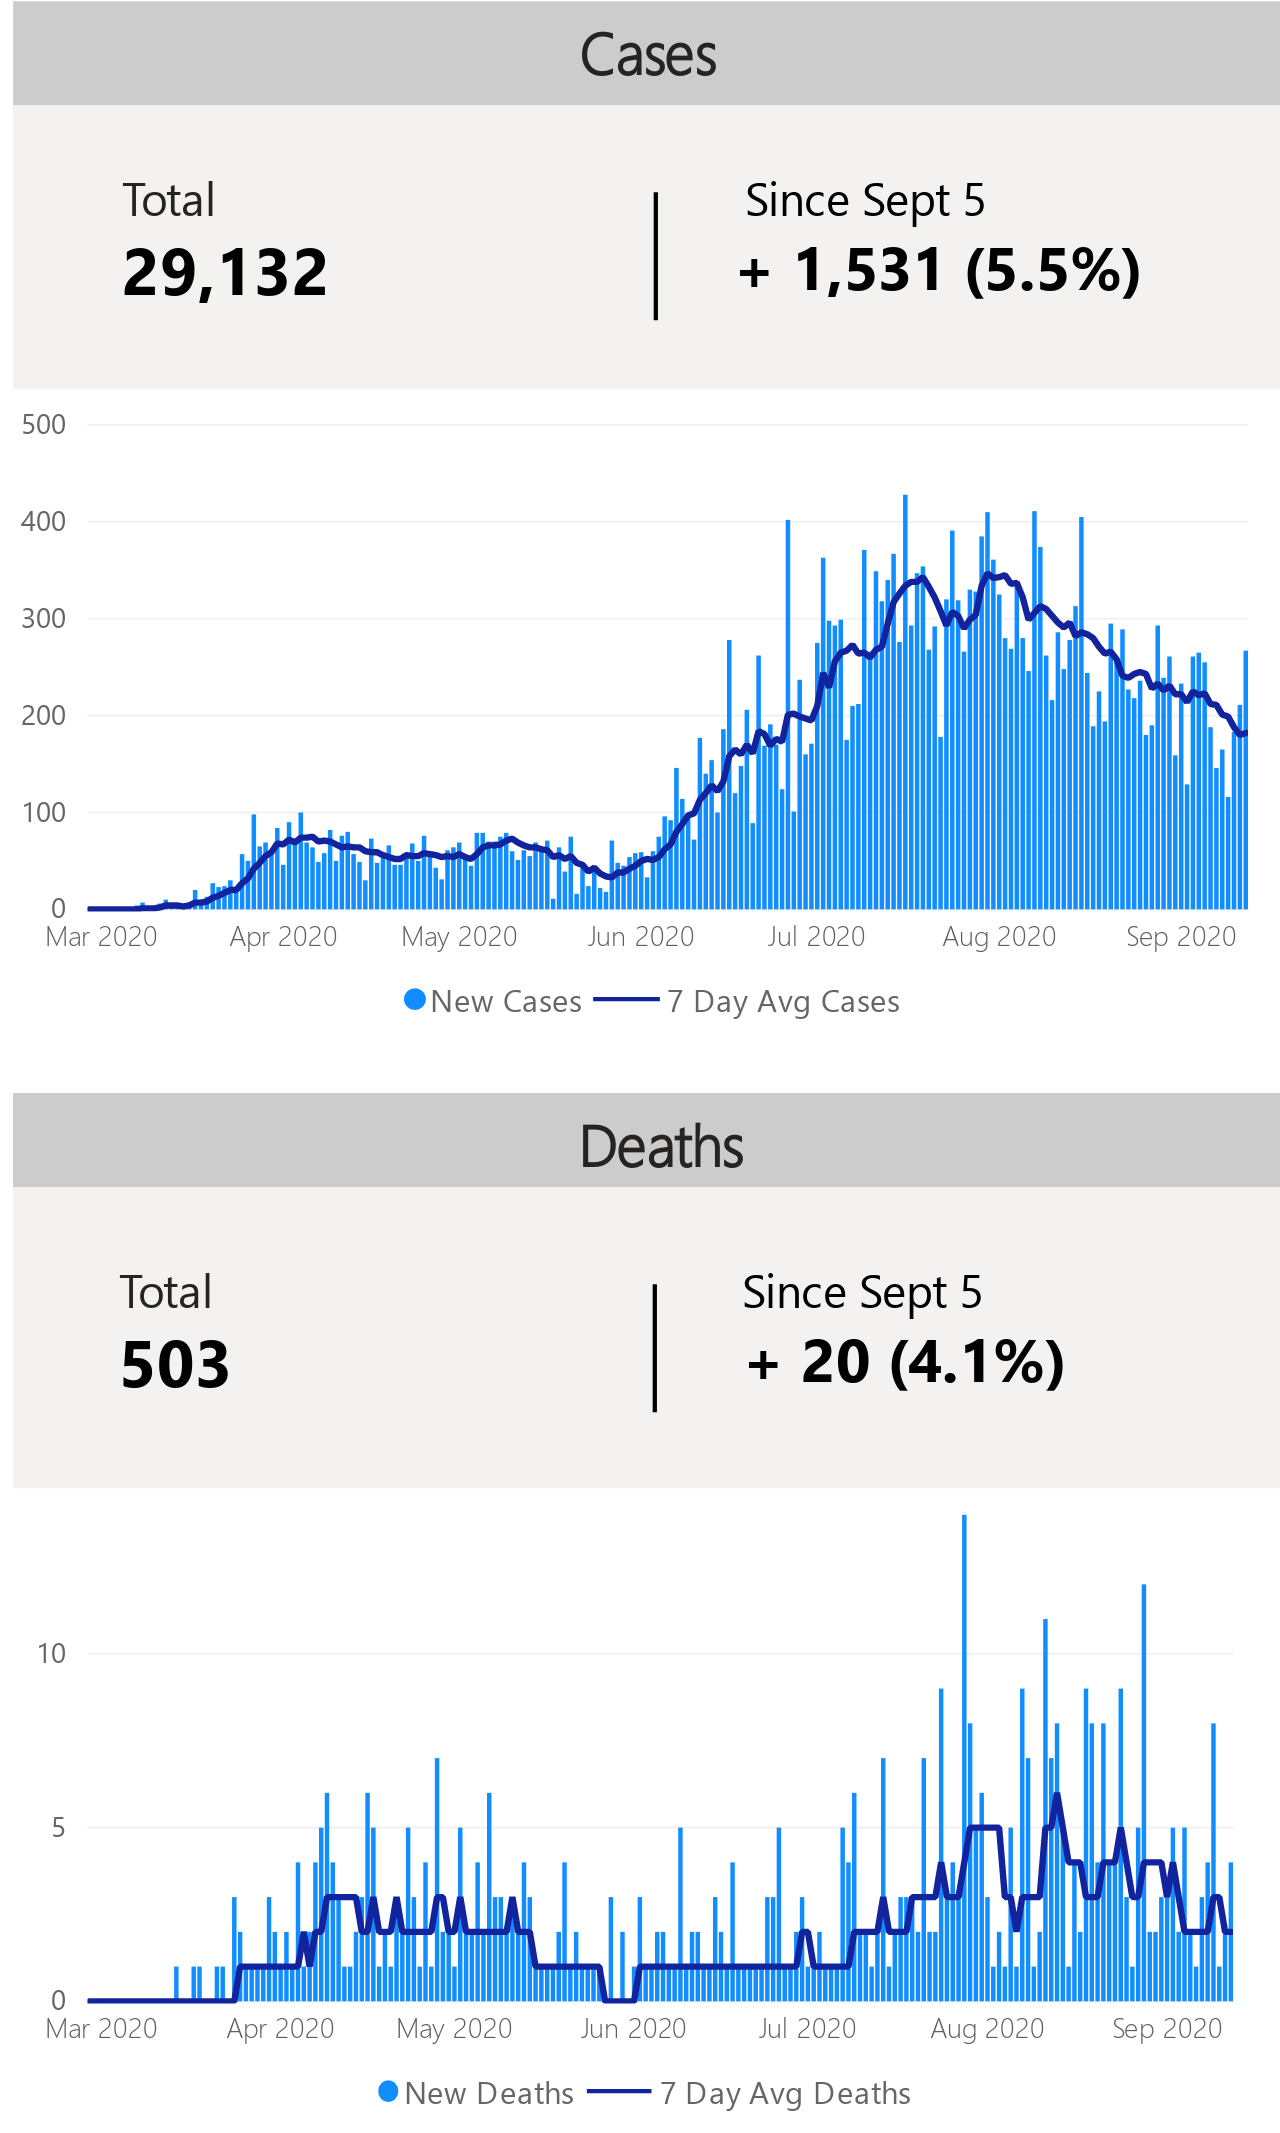 Cases
Total
Since Sept 5
29,132
+ 1,531 (5.5%)
500
400
300
200
100
0
Mar 2020 Apr 2020 May 2020 Jun 2020 Jul 2020 Aug 2020 Sep 2020
New Cases 7 Day Avg Cases
Deaths
Total
Since Sept 5
503
+ 20 (4.1%)
10
5
0
Mar 2020 Apr 2020 May 2020 Jun 2020 Jul 2020 Aug 2020 Sep 2020
New Deaths 7 Day Avg Deaths